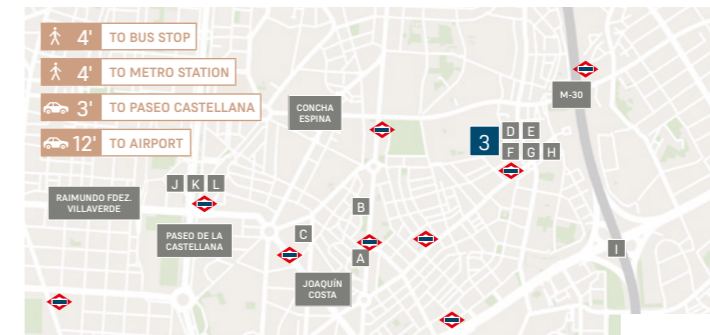 4' TO BUS STOP
4' TO METRO STATION
3' TO PASEO CASTELLANA
12' TO AIRPORT
M-30
CONCHA
ESPINA
3
D E
F G H
J K L
RAIMUNDO FDEZ.
VILLAVERDE
B
PASEO DE LA
CASTELLANA
C
A
I
JOAQUÍN
COSTA